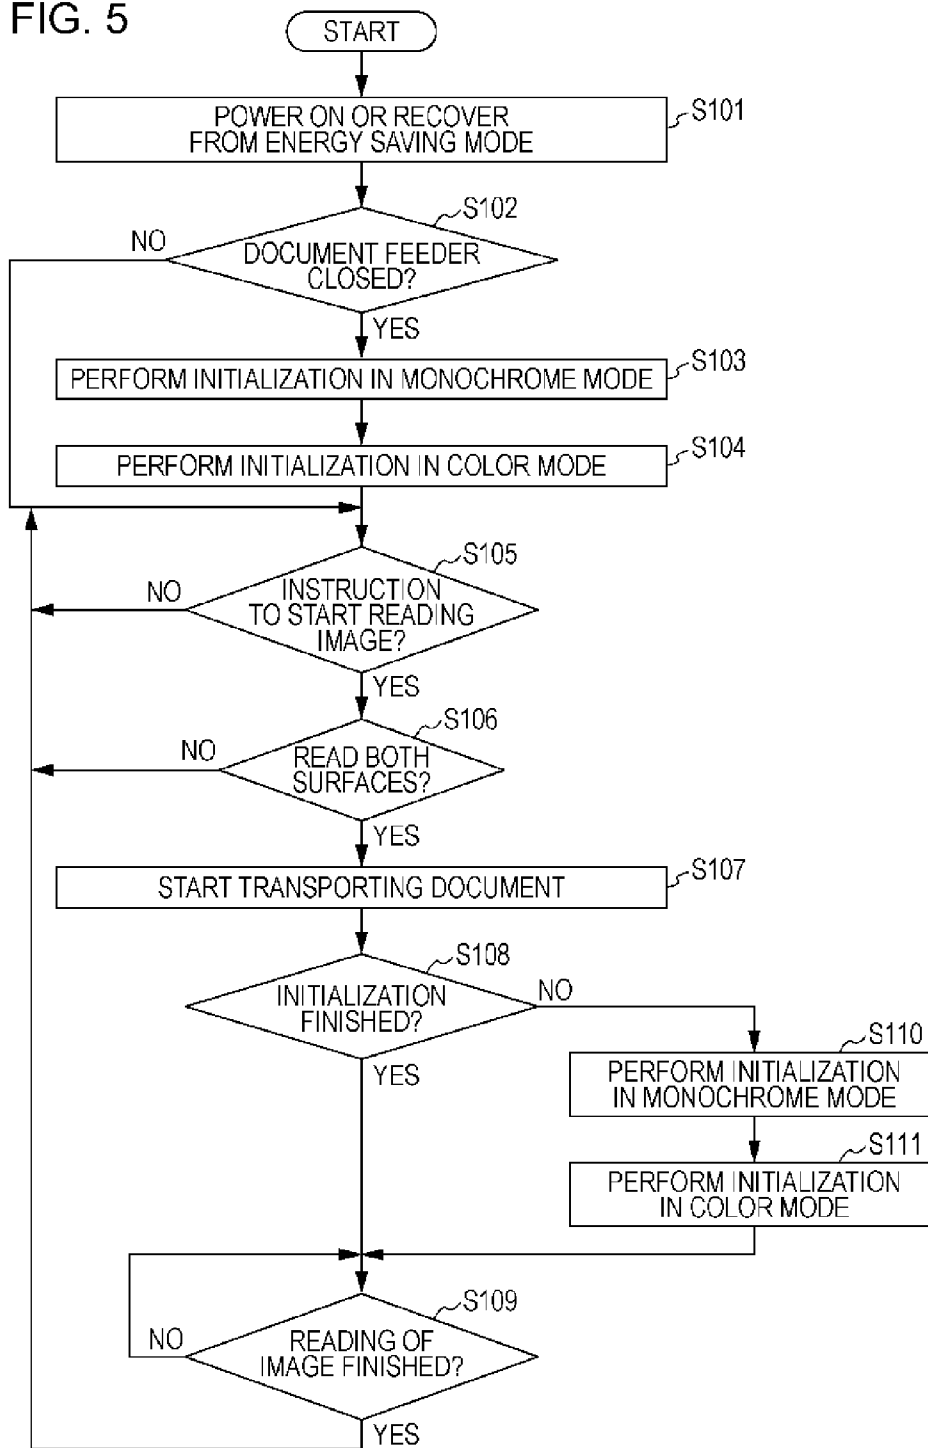 FIG. 5
START
POWER ON OR RECOVER
FROM ENERGY SAVING MODE
S101
S102
NO
DOCUMENT FEEDER
CLOSED?
YES
PERFORM INITIALIZATION IN MONOCHROME MODE
S103
PERFORM INITIALIZATION IN COLOR MODE
S104
S105
NO
INSTRUCTION
TO START READING
IMAGE?
YES
S106
NO
READ BOTH
SURFACES?
YES
START TRANSPORTING DOCUMENT
S107
S108
INITIALIZATION
FINISHED?
NO
YES
S110
PERFORM INITIALIZATION
IN MONOCHROME MODE
S111
PERFORM INITIALIZATION
IN COLOR MODE
S109
NO
READING OF
IMAGE FINISHED?
YES